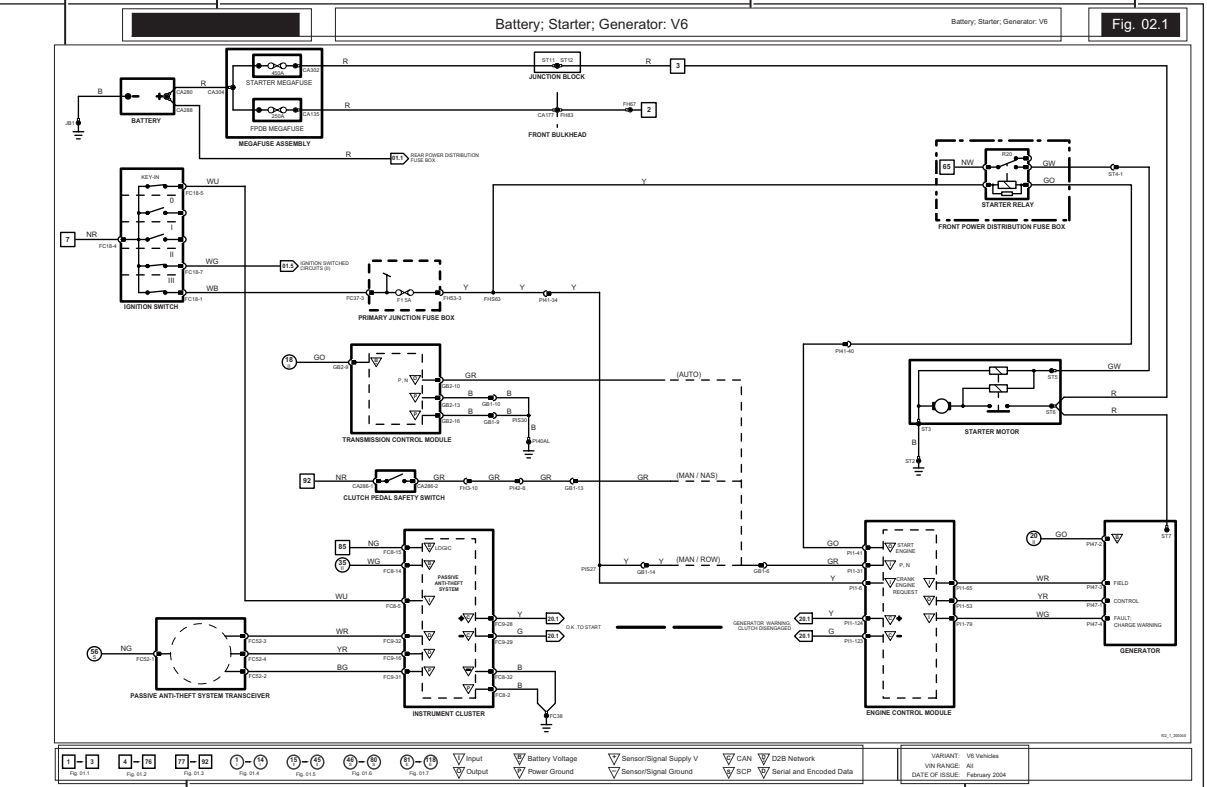 Battery; Starter; Generator: V6
Battery; Starter; Generator: V6
Fig. 02.1
450A
CA302
STARTER MEGAFUSE
250A
CA135
FPDB MEGAFUSE
MEGAFUSE ASSEMBLY
R
ST11 ST12
JUNCTION BLOCK
R
3
B
CA280
R
CA304
CA288
BATTERY
R
CA177 FH83
FRONT BULKHEAD
FH67
2
R
01.1
REAR POWER DISTRIBUTION
FUSE BOX
KEY-IN
0
I
II
III
7
NR
FC18-4
WU
FC18-5
WG
FC18-7
WB
FC18-1
IGNITION SWITCH
01.5
IGNITION SWITCHED
CIRCUITS (II)
Y
65
NW
R20
GW
GO
ST4-1
STARTER RELAY
FRONT POWER DISTRIBUTION FUSE BOX
FC37-3
F1 5A
FH53-3
PRIMARY JUNCTION FUSE BOX
Y
FHS63
Y
PI41-34
Y
PI41-40
18
GO
GB2-9
B
P, N
GB2-10
GB2-13
GB2-16
GR
B
GB1-10
B
B
GB1-9
B
PIS30
B
PI40AL
TRANSMISSION CONTROL MODULE
(AUTO)
GW
ST5
ST8
R
R
ST3
B
ST2
STARTER MOTOR
92
NR
CA286-1
CA286-2
CLUTCH PEDAL SAFETY SWITCH
GR
FH3-10
GR
PI42-8
GR
GB1-13
GR
(MAN / NAS)
85
NG
FC8-15
LOGIC
35
WG
FC8-14
PASSIVE
ANTI-THEFT
SYSTEM
WU
FC8-5
FC9-28
Y
20.1
FC9-29
G
20.1
O.K. TO START
WR
FC9-32
YR
FC9-16
BG
FC9-31
FC8-32
B
FC8-2
B
FC38
INSTRUMENT CLUSTER
56
NG
FC52-1
FC52-3
FC52-4
FC52-2
PASSIVE ANTI-THEFT SYSTEM TRANSCEIVER
PIS27
Y
GB1-14
Y
(MAN / ROW)
GB1-6
GO
PI1-41
START
ENGINE
GR
PI1-31
P, N
Y
PI1-6
CRANK
ENGINE
REQUEST
GENERATOR WARNING;
CLUTCH DISENGAGED
20.1
Y
PI1-124
20.1
G
PI1-123
PI1-65
WR
PI1-53
YR
PI1-79
WG
ENGINE CONTROL MODULE
20
GO
PI47-2
ST7
PI47-3
FIELD
PI47-1
CONTROL
PI47-4
FAULT;
CHARGE WARNING
GENERATOR
1 – 3
Fig. 01.1
4 – 76
Fig. 01.2
77 – 92
Fig. 01.3
1 – 14
Fig. 01.4
15 – 45
Fig. 01.5
46 – 80
Fig. 01.6
81 – 118
Fig. 01.7
I Input
O Output
B Battery Voltage
P Power Ground
Sensor/Signal Supply V
Sensor/Signal Ground
C CAN
S SCP
D2B Network
D Serial and Encoded Data
VARIANT: V6 Vehicles
VIN RANGE: All
DATE OF ISSUE: February 2004